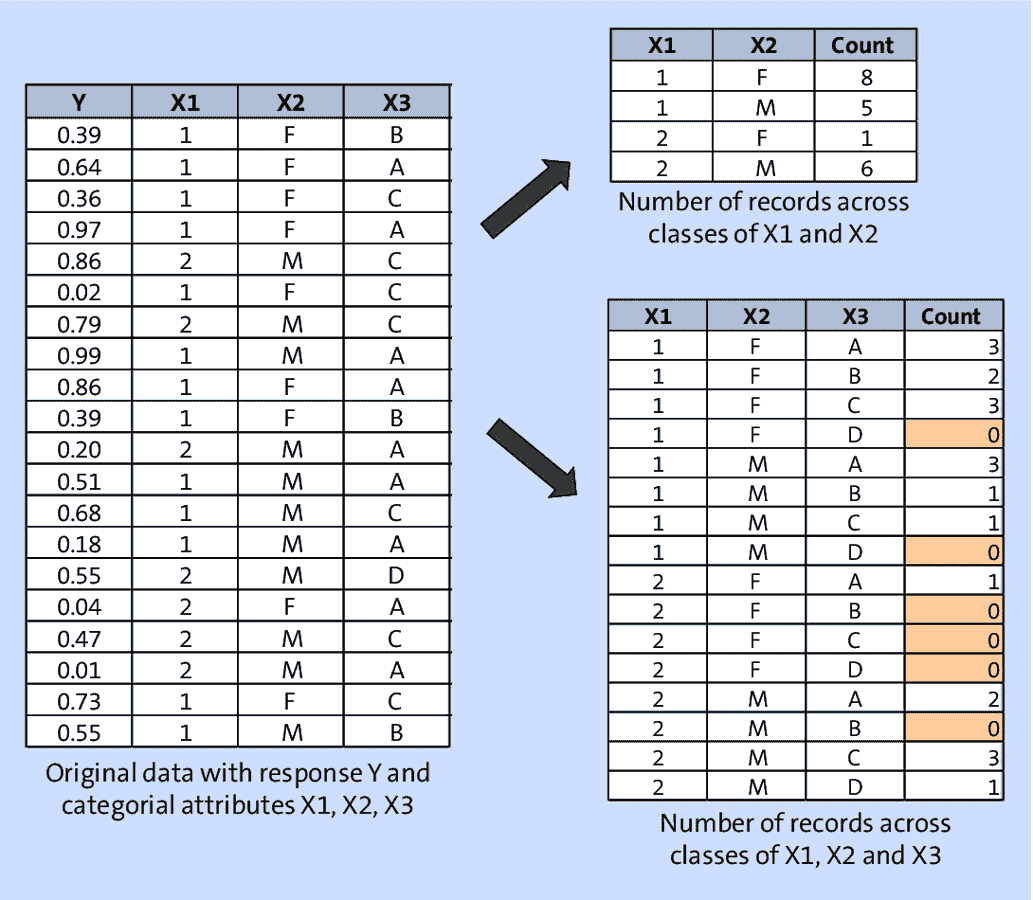 Y X1 X2 X3
0.39 1 F B
0.64 1 F A
0.36 1 F C
0.97 1 F A
0.86 2 M C
0.02 1 F C
0.79 2 M C
0.99 1 M A
0.86 1 F A
0.39 1 F B
0.20 2 M A
0.51 1 M A
0.68 1 M C
0.18 1 M A
0.55 2 M D
0.04 2 F A
0.47 2 M C
0.01 2 M A
0.73 1 F C
0.55 1 M B
Original data with response Y and
categorial attributes X1, X2, X3
X1 X2 Count
1 F 8
1 M 5
2 F 1
2 M 6
Number of records across
classes of X1 and X2
X1 X2 X3 Count
1 F A 3
1 F B 2
1 F C 3
1 F D 0
1 M A 3
1 M B 1
1 M C 1
1 M D 0
2 F A 1
2 F B 0
2 F C 0
2 F D 0
2 M A 2
2 M B 0
2 M C 3
2 M D 1
Number of records across
classes of X1, X2 and X3